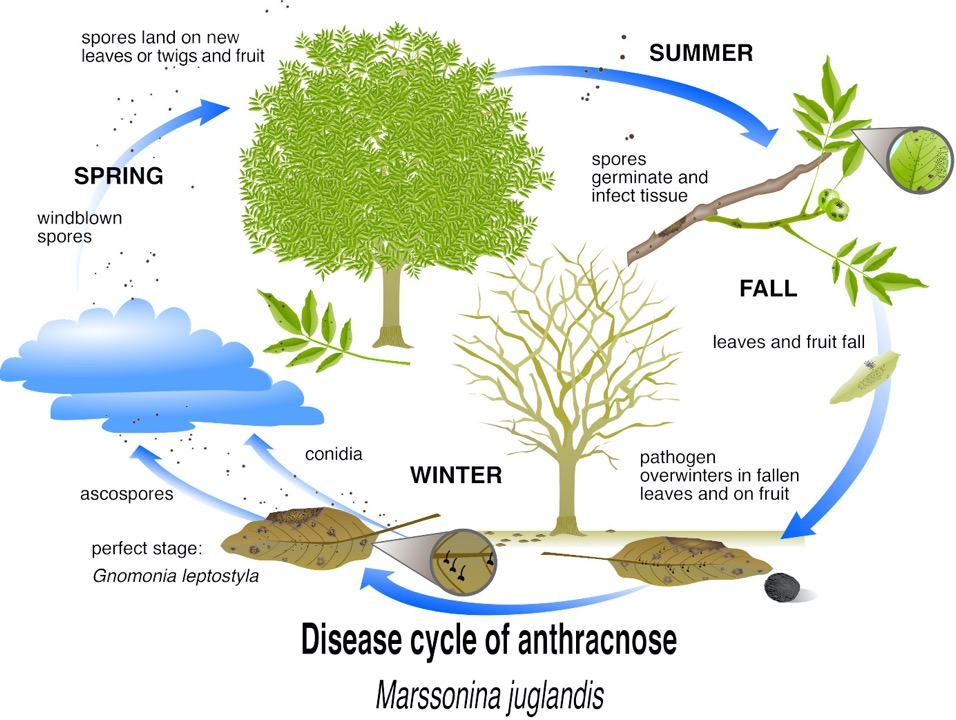 spores land on new
leaves or twigs and fruit
SUMMER
spores
germinate and
infect tissue
SPRING
windblown
spores
FALL
leaves and fruit fall
conidia
WINTER
pathogen
overwinters in fallen
leaves and on fruit
ascospores
perfect stage:
Gnomonia leptostyla
Disease cycle of anthracnose
Marssonina juglandis